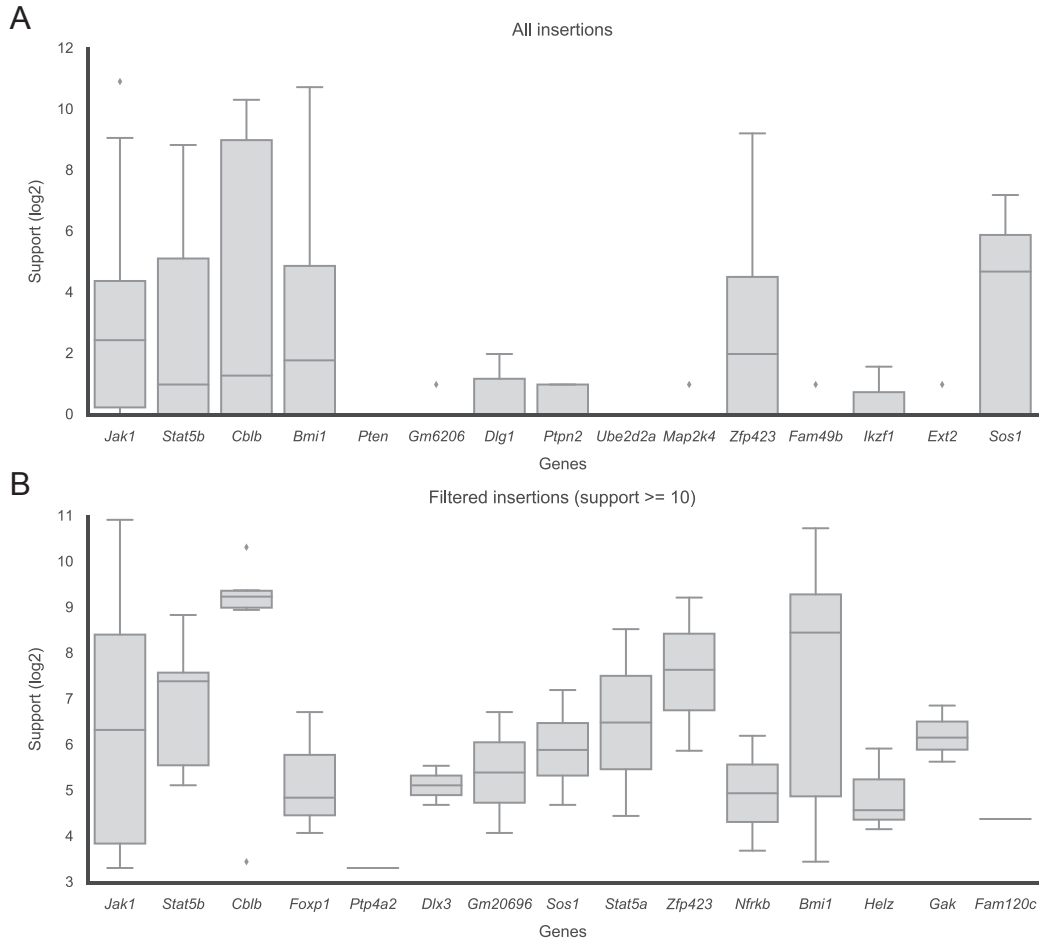 A
All insertions
12
10
8
6
4
2
0
Support (log2)
Jak1 Stat5b Cblb Bmi1 Pten Gm6206 Dlg1 Ptpn2 Ube2d2a Map2k4 Zfp423 Fam49b Ikzf1 Ext2 Sos1
Genes
B
Filtered insertions (support >= 10)
11
10
9
8
7
6
5
4
3
Support (log2)
Jak1 Stat5b Cblb Foxp1 Ptp4a2 Dlx3 Gm20696 Sos1 Stat5a Zfp423 Nfrkb Bmi1 Helz Gak Fam120c
Genes